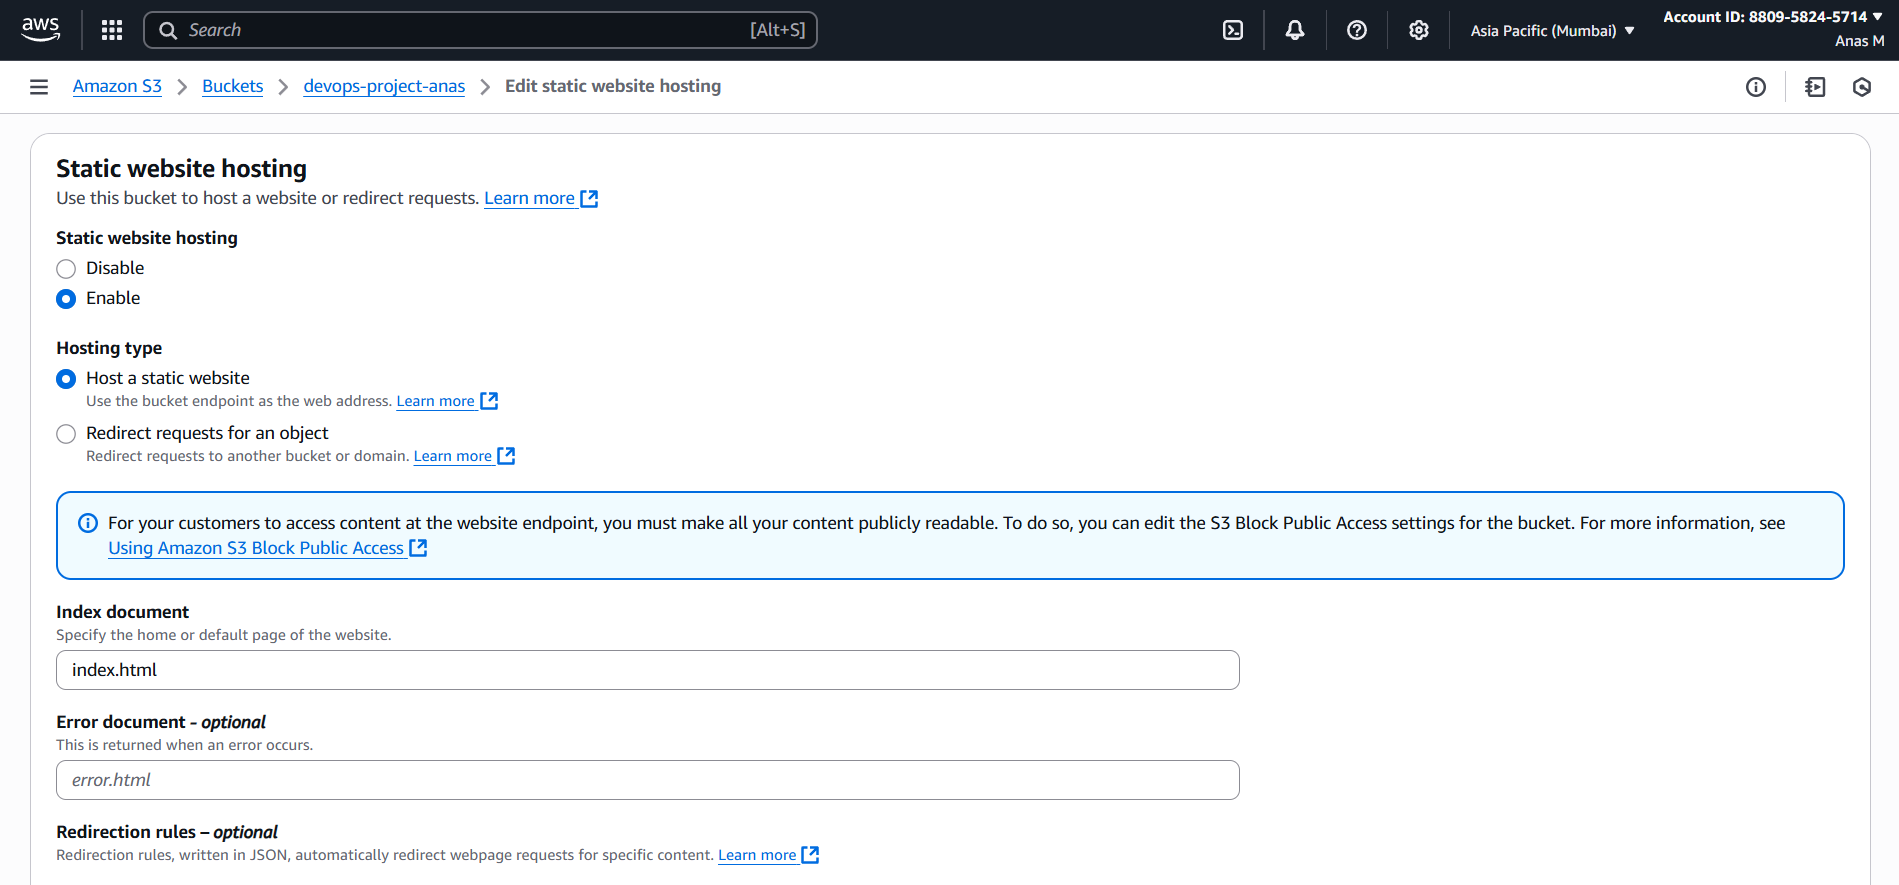 aws
Search
[Alt+S]
Asia Pacific (Mumbai)
Account ID: 8809-5824-5714
Anas M
Amazon S3
Buckets
devops-project-anas
Edit static website hosting
Static website hosting
Use this bucket to host a website or redirect requests. Learn more
Static website hosting
Disable
Enable
Hosting type
Host a static website
Use the bucket endpoint as the web address. Learn more
Redirect requests for an object
Redirect requests to another bucket or domain. Learn more
For your customers to access content at the website endpoint, you must make all your content publicly readable. To do so, you can edit the S3 Block Public Access settings for the bucket. For more information, see
Using Amazon S3 Block Public Access
Index document
Specify the home or default page of the website.
index.html
Error document - optional
This is returned when an error occurs.
error.html
Redirection rules – optional
Redirection rules, written in JSON, automatically redirect webpage requests for specific content. Learn more